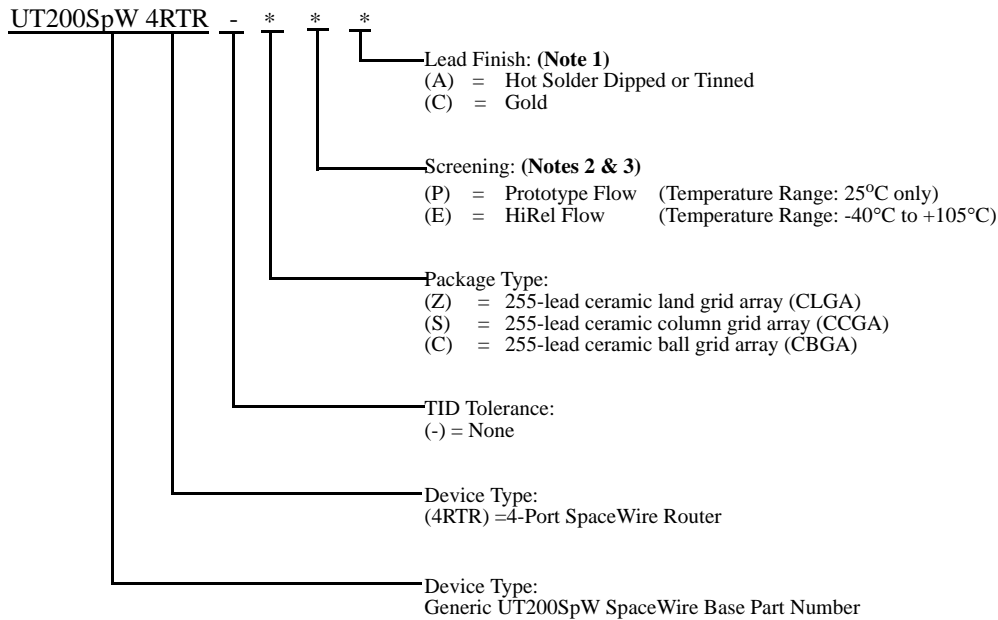 UT200SpW 4RTR - * * *
Lead Finish: (Note 1)
(A) = Hot Solder Dipped or Tinned
(C) = Gold
Screening: (Notes 2 & 3)
(P) = Prototype Flow (Temperature Range: 25oC only)
(E) = HiRel Flow (Temperature Range: -40°C to +105°C)
Package Type:
(Z) = 255-lead ceramic land grid array (CLGA)
(S) = 255-lead ceramic column grid array (CCGA)
(C) = 255-lead ceramic ball grid array (CBGA)
TID Tolerance:
(-) = None
Device Type:
(4RTR) =4-Port SpaceWire Router
Device Type:
Generic UT200SpW SpaceWire Base Part Number